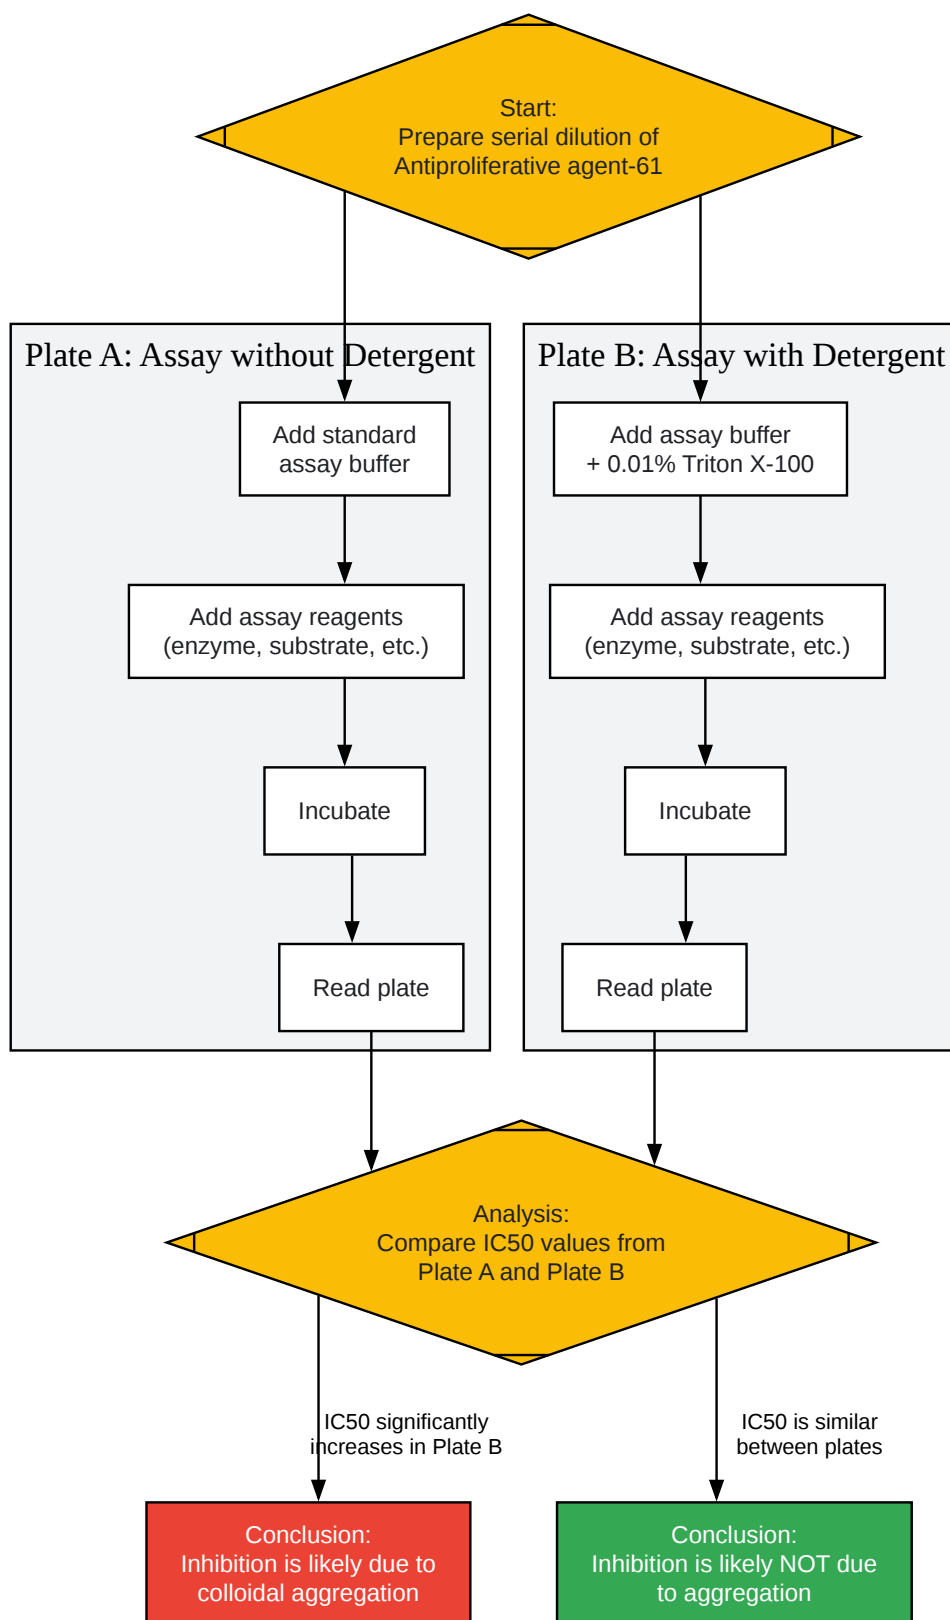 Start:
Prepare serial dilution of
Antiproliferative agent-61
Plate A: Assay without Detergent
Add standard
assay buffer
Add assay reagents
(enzyme, substrate, etc.)
Incubate
Read plate
Plate B: Assay with Detergent
Add assay buffer
+ 0.01% Triton X-100
Add assay reagents
(enzyme, substrate, etc.)
Incubate
Read plate
Analysis:
Compare IC50 values from
Plate A and Plate B
IC50 significantly
increases in Plate B
IC50 is similar
between plates
Conclusion:
Inhibition is likely due to
colloidal aggregation
Conclusion:
Inhibition is likely NOT due
to aggregation